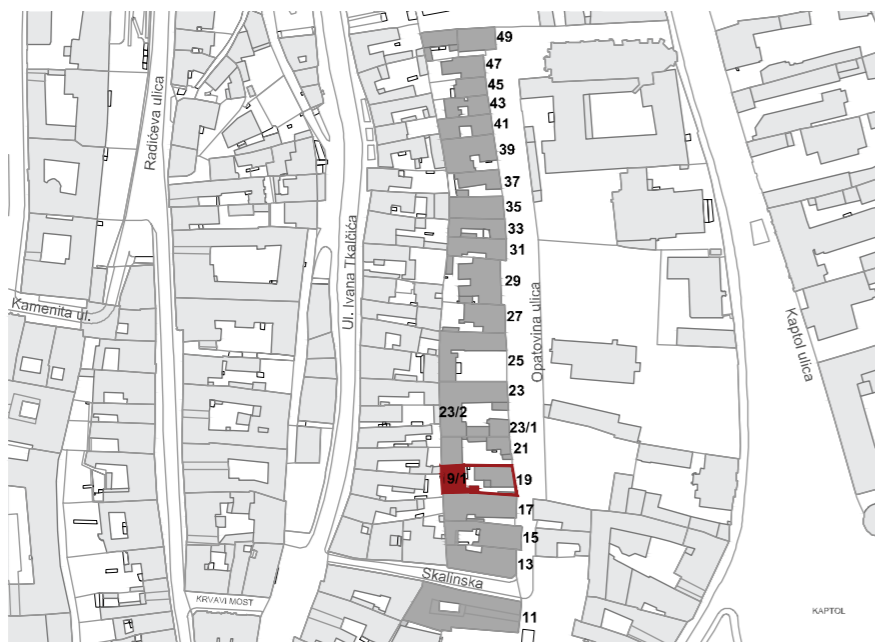 49
47
45
43
41
39
37
35
33
31
29
27
25
23
23/2
23/1
21
9/1
19
17
15
13
11
Radićeva ulica
Ul. Ivana Tkalčića
Kamenita ul.
Opatovina ulica
Kaptol ulica
Skalinska
KRVAVI MOST
KAPTOL